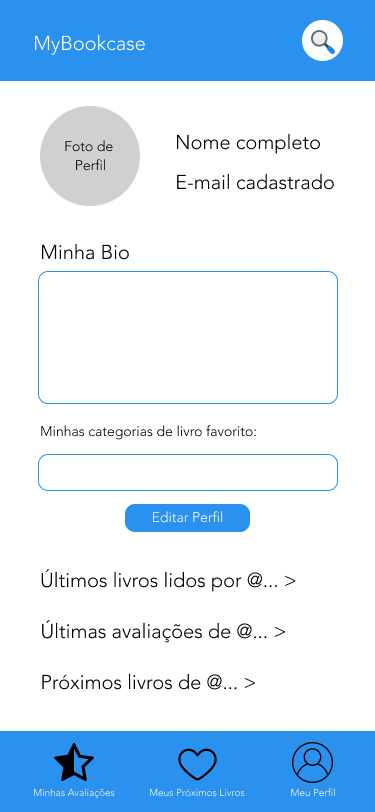 MyBookcase
Foto de
Perfil
Nome completo
E-mail cadastrado
Minha Bio
Minhas categorias de livro favorito:
Editar Perfil
Últimos livros lidos por @... >
Últimas avaliações de @... >
Próximos livros de @... >
Minhas Avaliações
Meus Próximos Livros
Meu Perfil